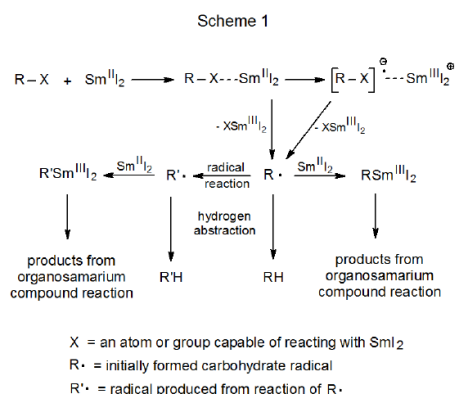 Scheme 1
R–X + Sm^II I₂ → R–X---Sm^II I₂ → [R–X]^⊖• ---Sm^III I₂^⊕
- XSm^III I₂ - XSm^III I₂
R'Sm^III I₂ ← Sm^II I₂ R'• ← radical reaction R• → Sm^II I₂ RSm^III I₂
hydrogen
abstraction
products from
organosamarium
compound reaction
R'H
RH
products from
organosamarium
compound reaction
X = an atom or group capable of reacting with SmI₂
R• = initially formed carbohydrate radical
R'• = radical produced from reaction of R•